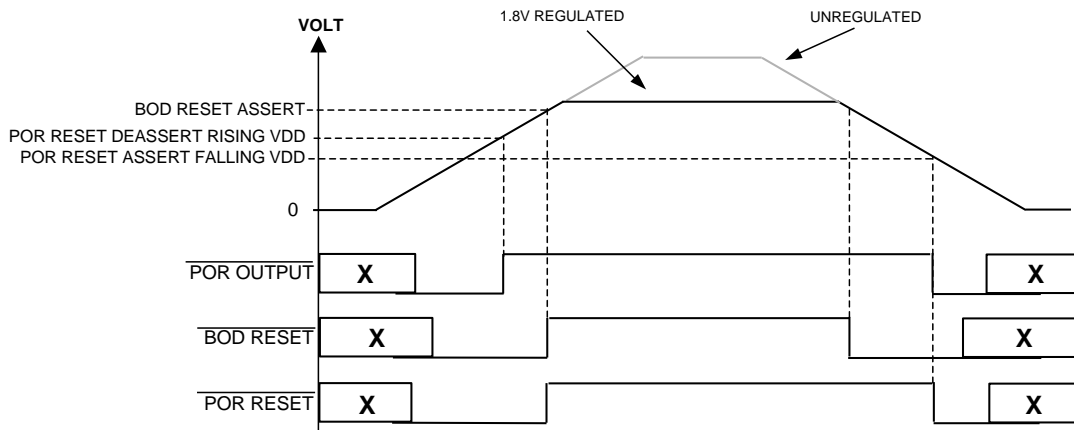 1.8V REGULATED
UNREGULATED
VOLT
BOD RESET ASSERT
POR RESET DEASSERT RISING VDD
POR RESET ASSERT FALLING VDD
0
POR OUTPUT
X
X
BOD RESET
X
X
POR RESET
X
X